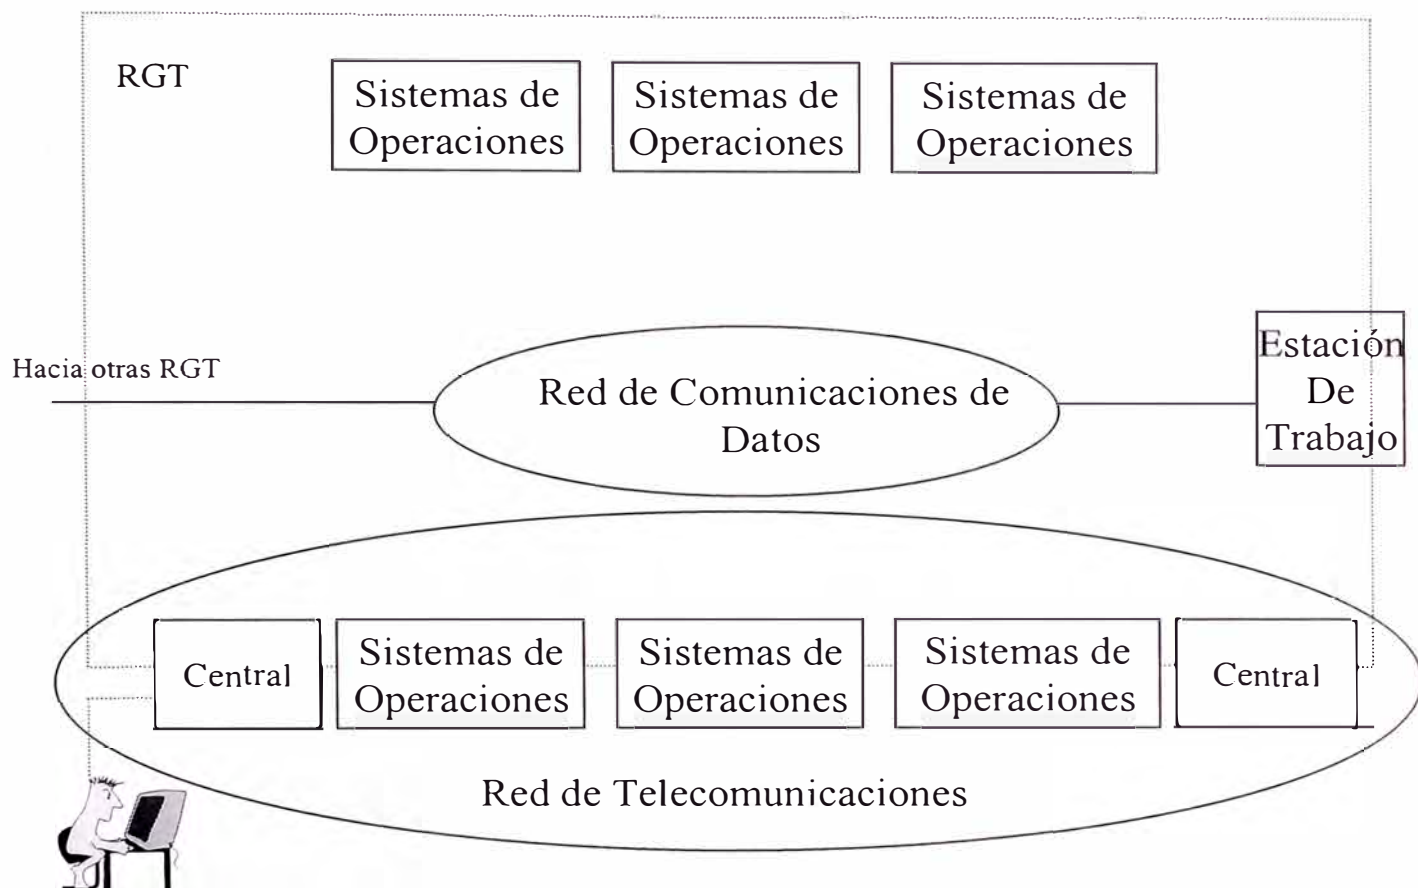 RGT
Sistemas de
Operaciones
Sistemas de
Operaciones
Sistemas de
Operaciones
Hacia otras RGT
Red de Comunicaciones de
Datos
Estación
De
Trabajo
Central
Sistemas de
Operaciones
Sistemas de
Operaciones
Sistemas de
Operaciones
Central
Red de Telecomunicaciones